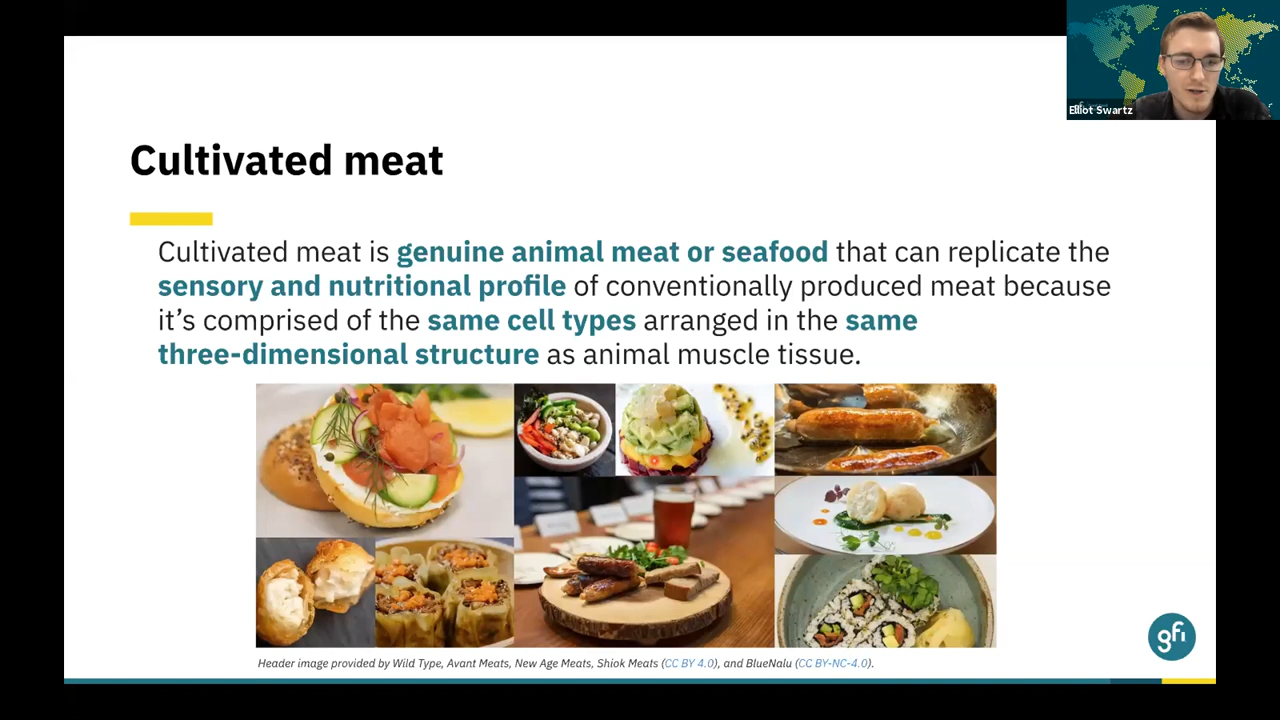 Elliot Swartz
Cultivated meat
Cultivated meat is genuine animal meat or seafood that can replicate the
sensory and nutritional profile of conventionally produced meat because
it’s comprised of the same cell types arranged in the same
three-dimensional structure as animal muscle tissue.
gfi
Header image provided by Wild Type, Avant Meats, New Age Meats, Shiok Meats (CC BY 4.0), and BlueNalu (CC BY-NC-4.0).